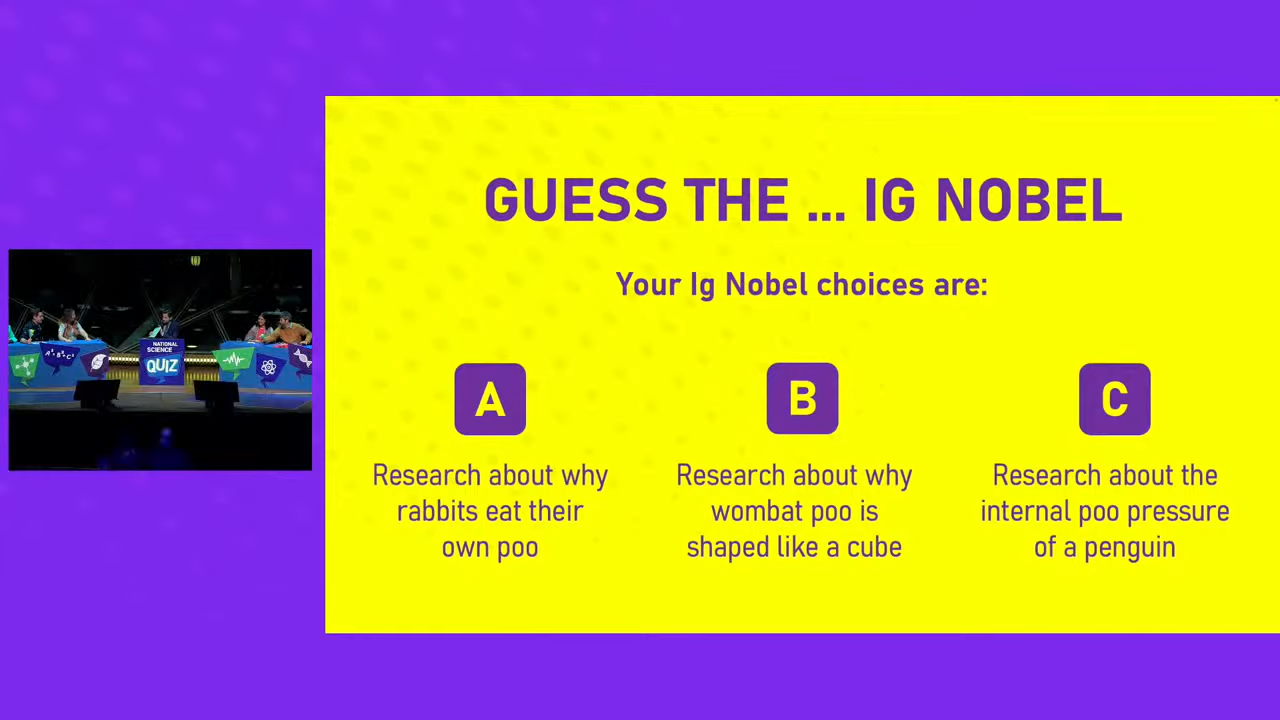 GUESS THE ... IG NOBEL
Your Ig Nobel choices are:
A
Research about why
rabbits eat their
own poo
B
Research about why
wombat poo is
shaped like a cube
C
Research about the
internal poo pressure
of a penguin
NATIONAL
SCIENCE
QUIZ